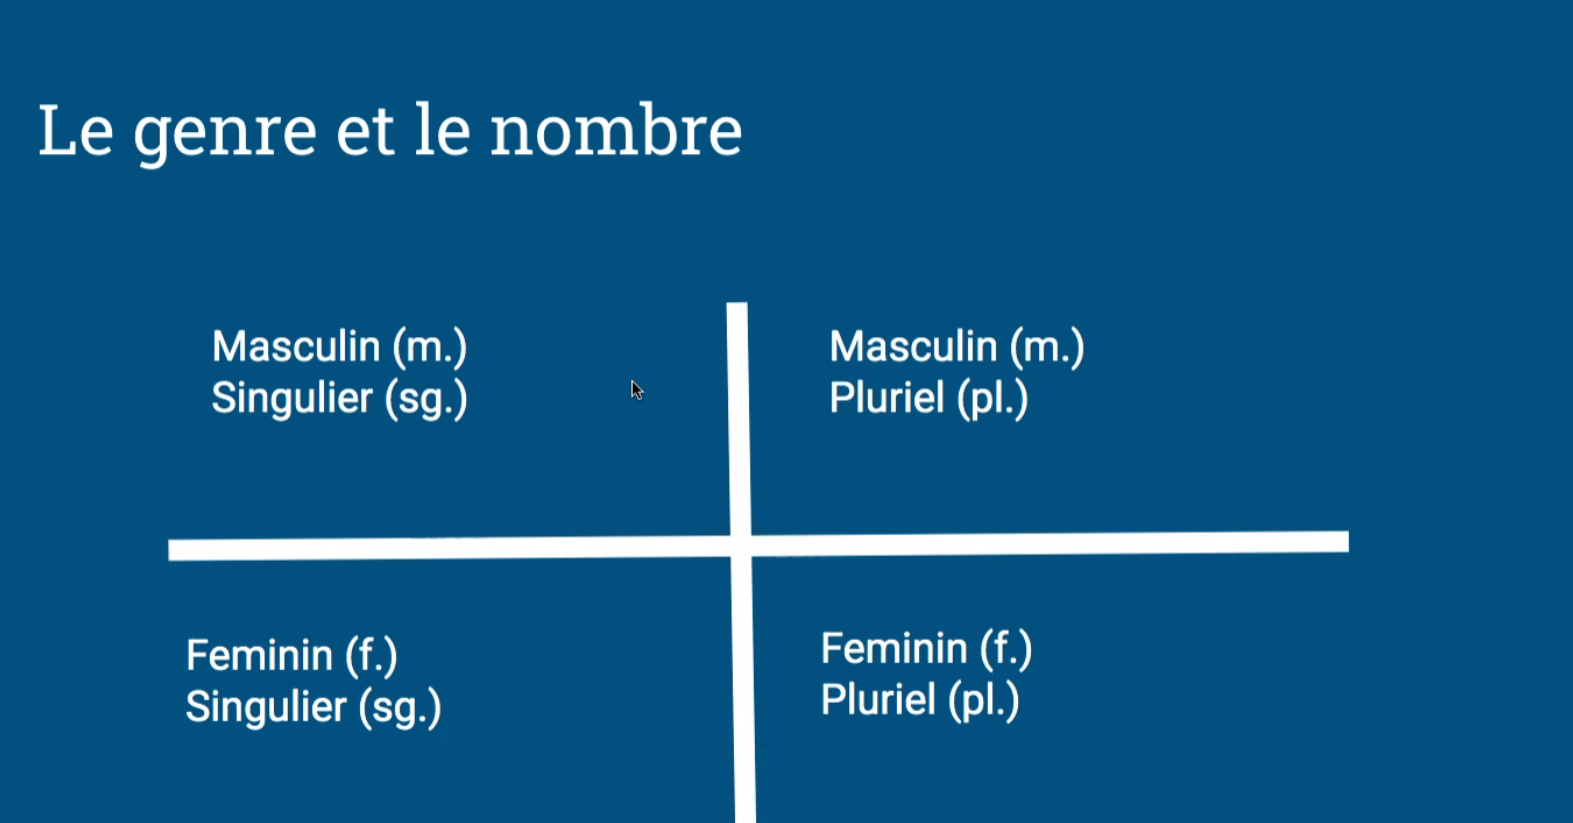 Le genre et le nombre
Masculin (m.)
Singulier (sg.)
Masculin (m.)
Pluriel (pl.)
Feminin (f.)
Singulier (sg.)
Feminin (f.)
Pluriel (pl.)